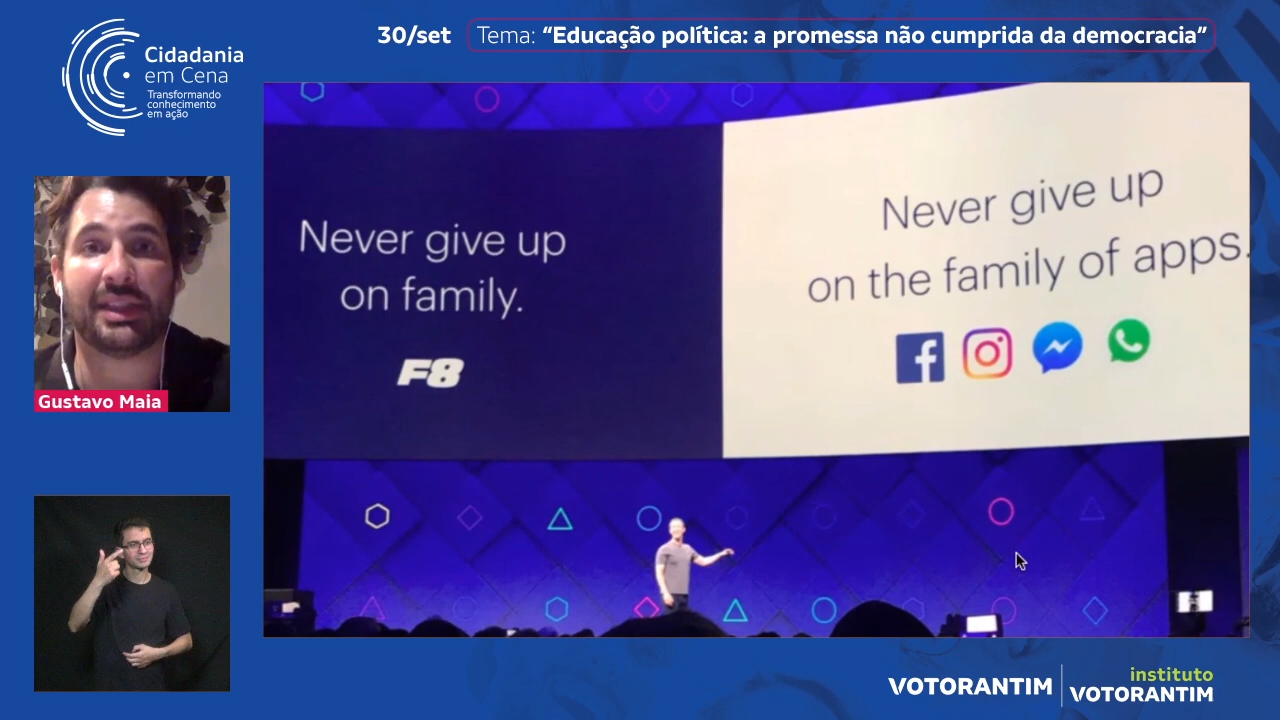 30/set
Tema: “Educação política: a promessa não cumprida da democracia”
Cidadania
em Cena
Transformando
conhecimento
em ação
Gustavo Maia
Never give up
on family.
F8
Never give up
on the family of apps.
VOTORANTIM
instituto
VOTORANTIM